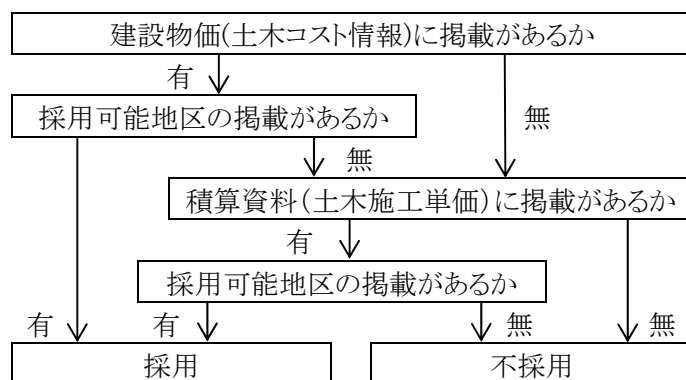 建設物価(土木コスト情報)に掲載があるか
有
採用可能地区の掲載があるか
無
無
積算資料(土木施工単価)に掲載があるか
有
採用可能地区の掲載があるか
有
有
無
無
採用
不採用